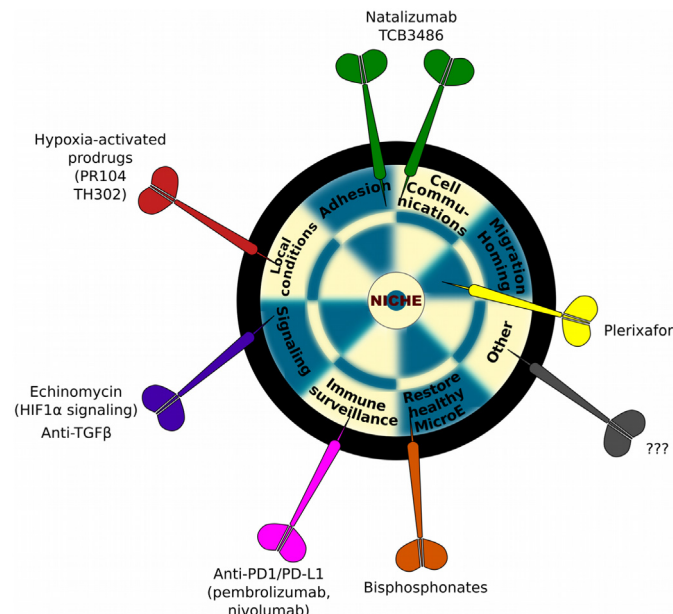 Natalizumab
TCB3486
Hypoxia-activated
prodrugs
(PR104
TH302)
Adhesion
Cell
Commu-
nications
Migration
Homing
Local
conditions
NICHE
Plerixafor
Signaling
Other
Echinomycin
(HIF1α signaling)
Anti-TGFβ
Immune
surveillance
Restore
healthy
MicroE
???
Anti-PD1/PD-L1
(pembrolizumab,
nivolumab)
Bisphosphonates